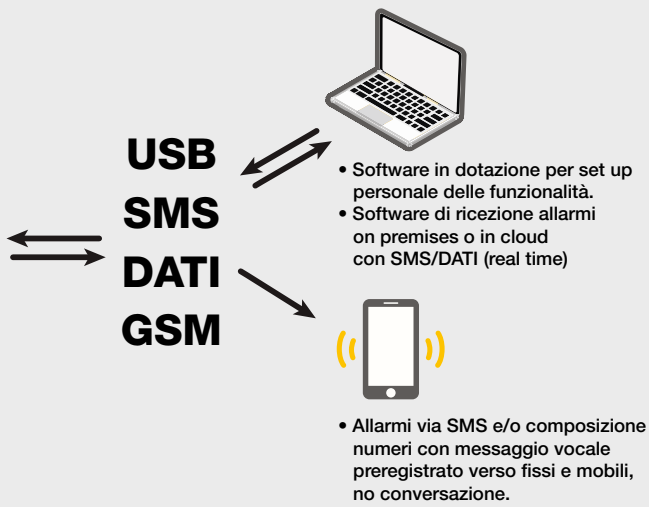 USB
SMS
DATI
GSM
• Software in dotazione per set up
personale delle funzionalità.
• Software di ricezione allarmi
on premises o in cloud
con SMS/DATI (real time)
• Allarmi via SMS e/o composizione
numeri con messaggio vocale
preregistrato verso fissi e mobili,
no conversazione.